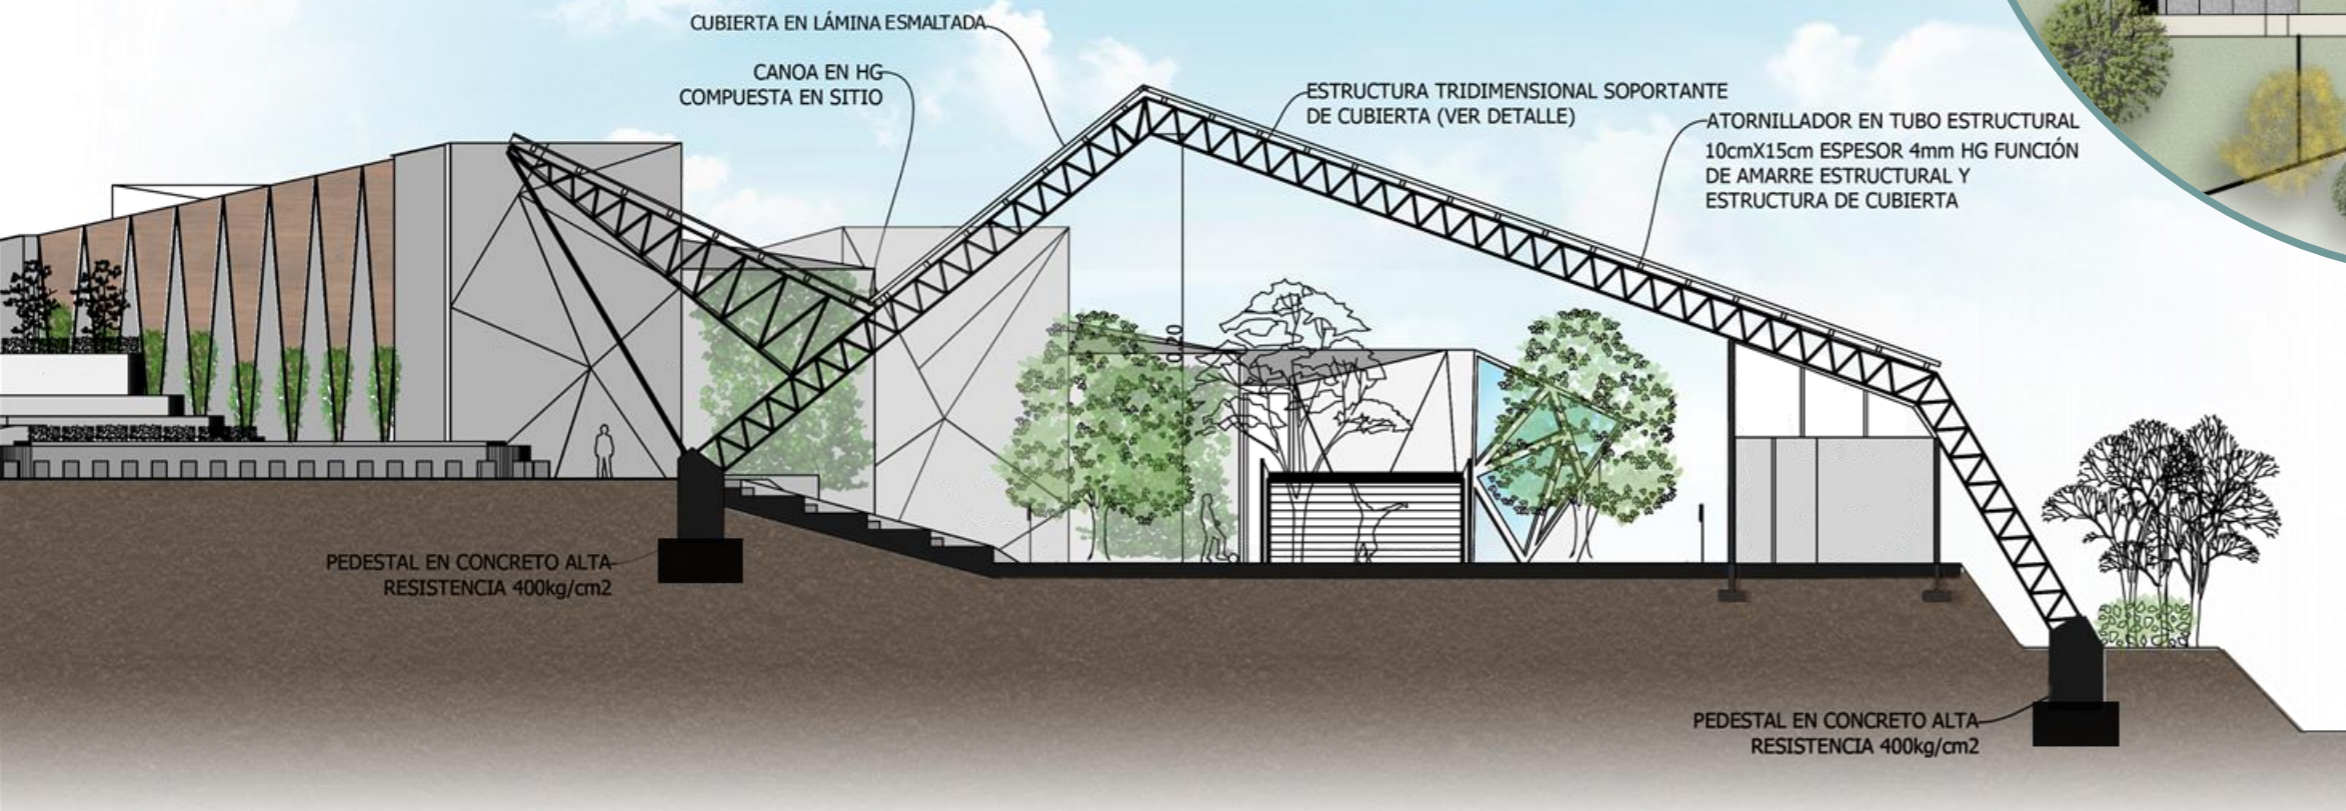 CUBIERTA EN LÁMINA ESMALTADA
CANOA EN HG
COMPUESTA EN SITIO
ESTRUCTURA TRIDIMENSIONAL SOPORTANTE
DE CUBIERTA (VER DETALLE)
ATORNILLADOR EN TUBO ESTRUCTURAL
10cmX15cm ESPESOR 4mm HG FUNCIÓN
DE AMARRE ESTRUCTURAL Y
ESTRUCTURA DE CUBIERTA
PEDESTAL EN CONCRETO ALTA
RESISTENCIA 400kg/cm2
PEDESTAL EN CONCRETO ALTA
RESISTENCIA 400kg/cm2